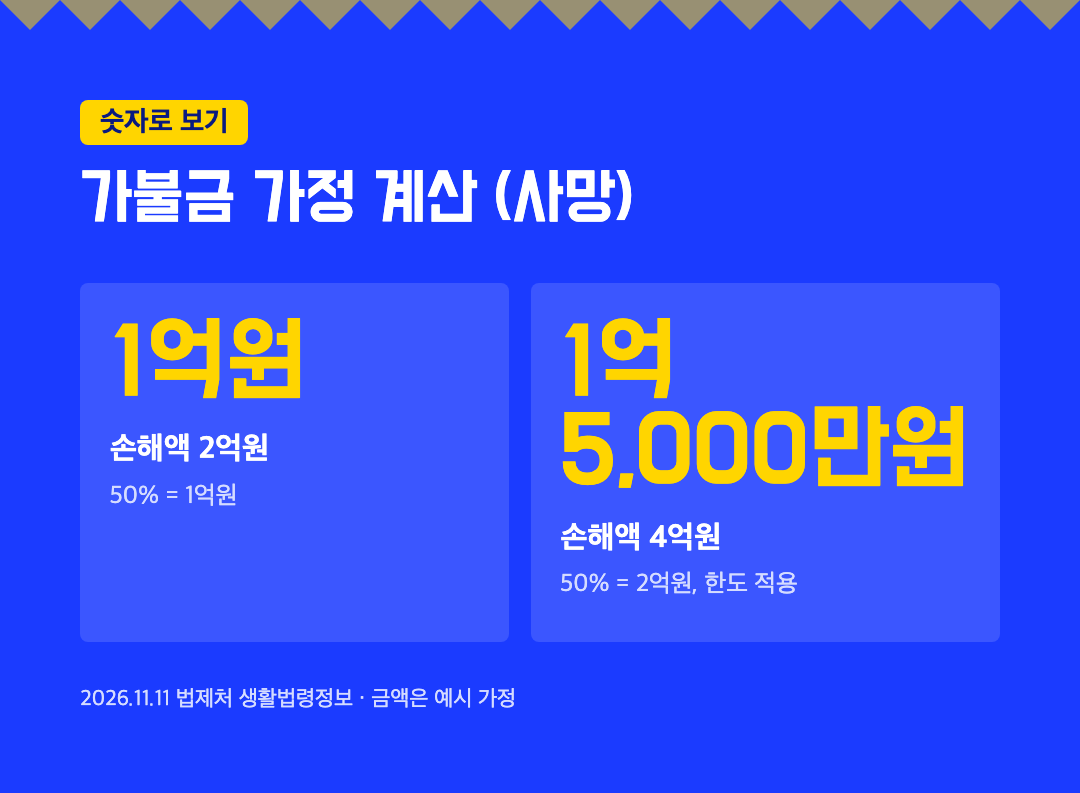 숫자로 보기
가불금 가정 계산 (사망)
1억원
손해액 2억원
50% = 1억원
1억
5,000만원
손해액 4억원
50% = 2억원, 한도 적용
2026.11.11 법제처 생활법령정보 · 금액은 예시 가정